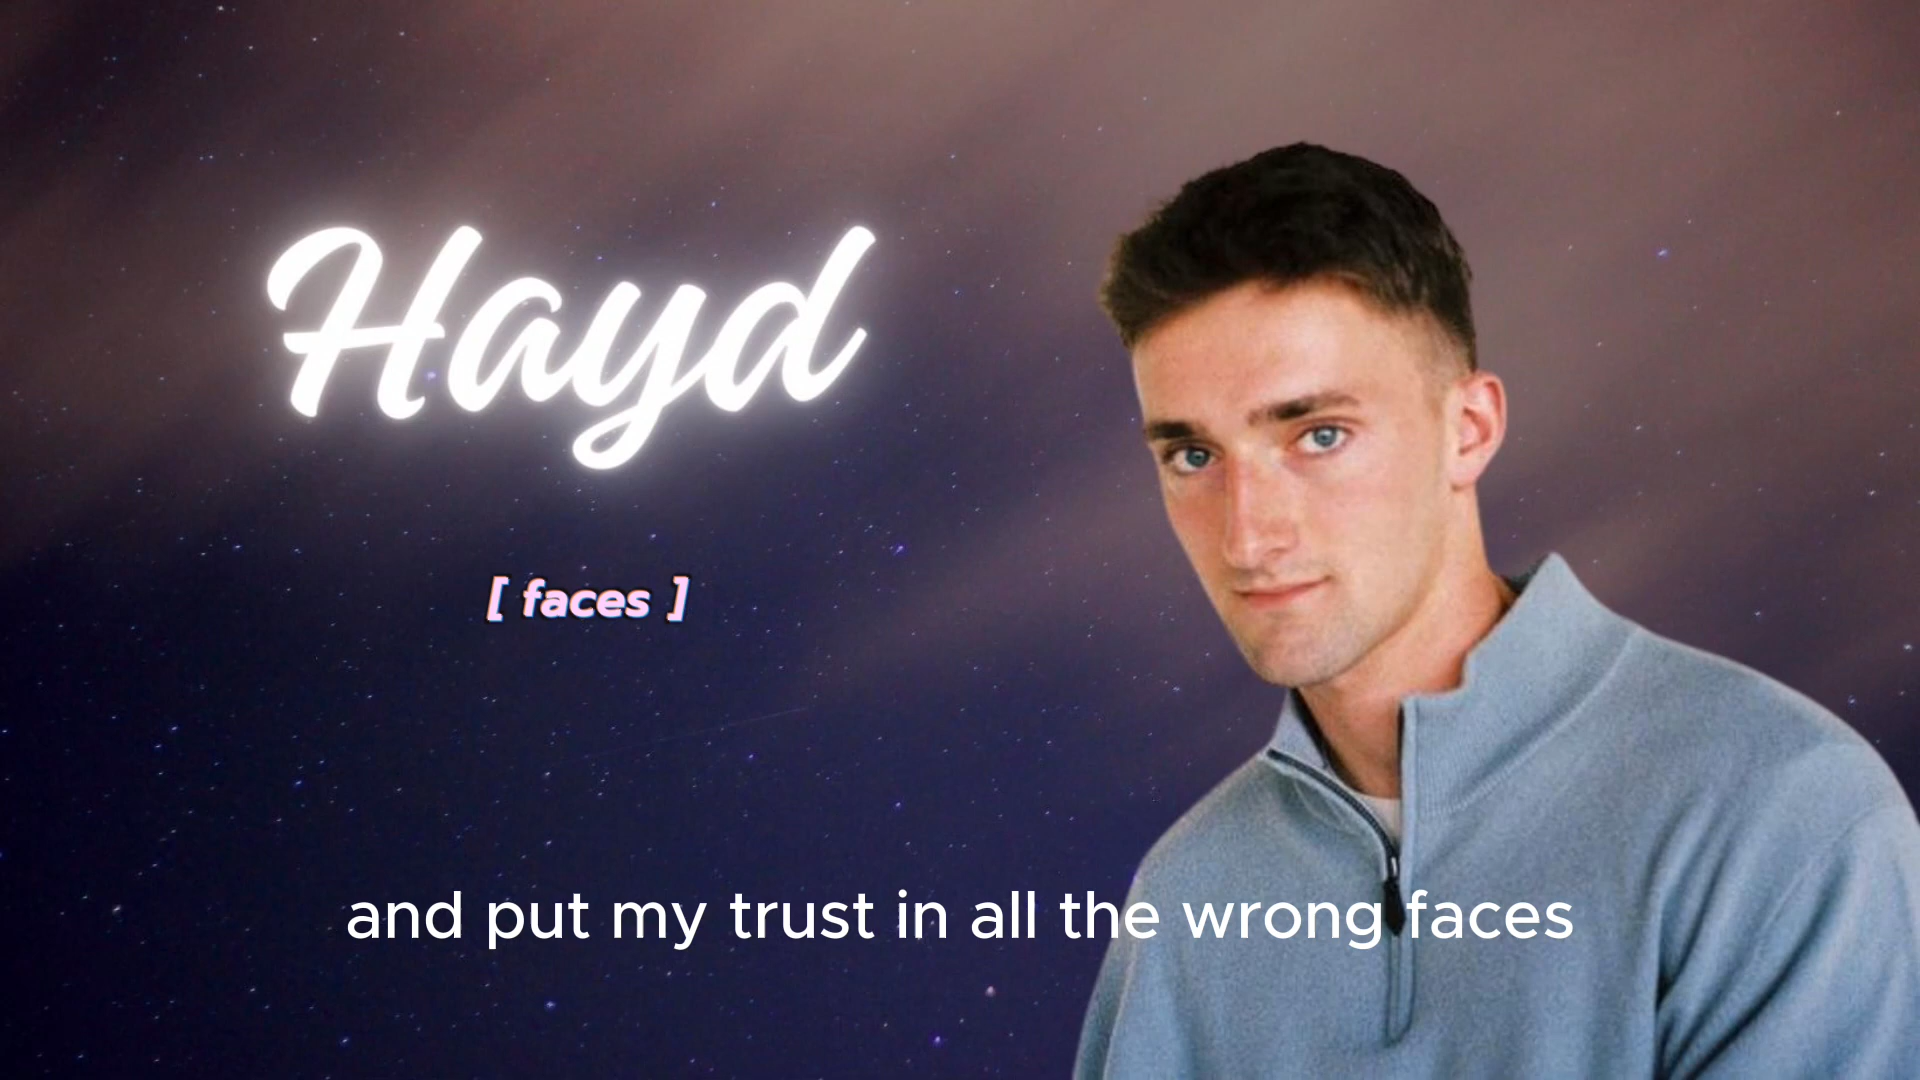 Hayd
[ faces ]
and put my trust in all the wrong faces